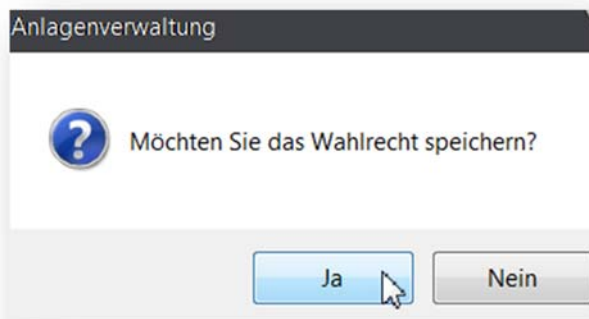 Anlagenverwaltung
Möchten Sie das Wahlrecht speichern?
Ja
Nein